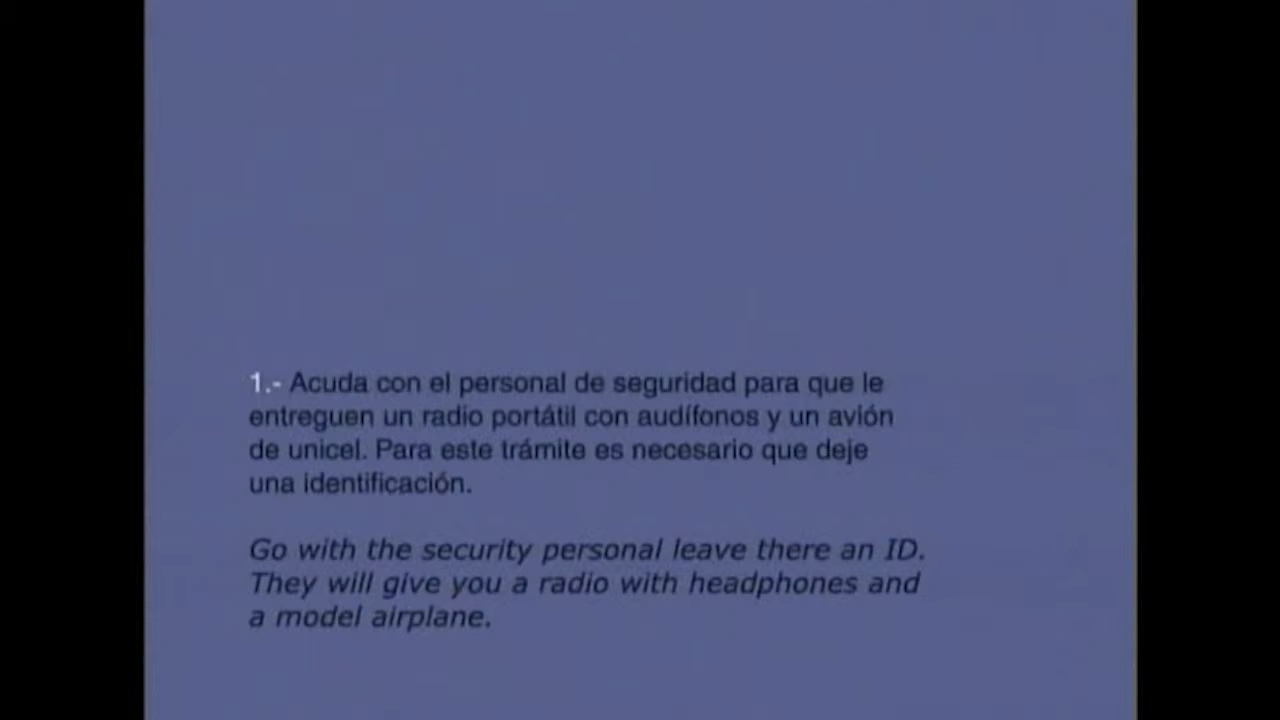 1.- Acuda con el personal de seguridad para que le
entreguen un radio portátil con audífonos y un avión
de unicel. Para este trámite es necesario que deje
una identificación.
Go with the security personal leave there an ID.
They will give you a radio with headphones and
a model airplane.